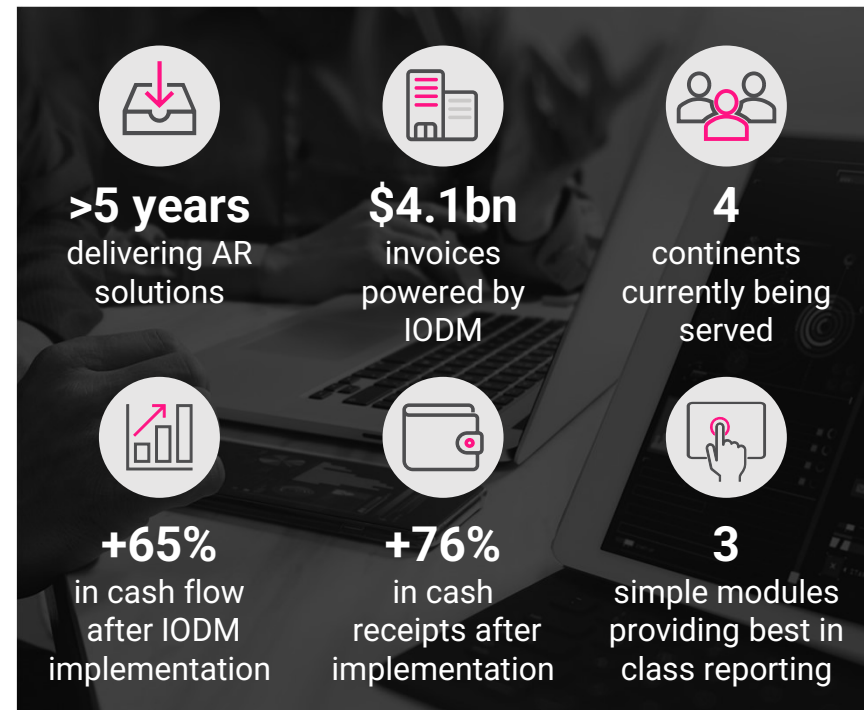 >5 years
delivering AR
solutions
$4.1bn
invoices
powered by
IODM
4
continents
currently being
served
+65%
in cash flow
after IODM
implementation
+76%
in cash
receipts after
implementation
3
simple modules
providing best in
class reporting